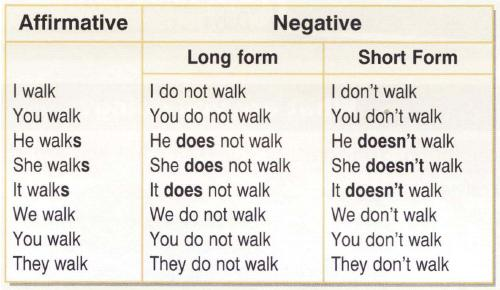 Affirmative Negative
Long form Short Form
I walk I do not walk I don't walk
You walk You do not walk You don't walk
He walks He does not walk He doesn't walk
She walks She does not walk She doesn't walk
It walks It does not walk It doesn't walk
We walk We do not walk We don't walk
You walk You do not walk You don't walk
They walk They do not walk They don't walk